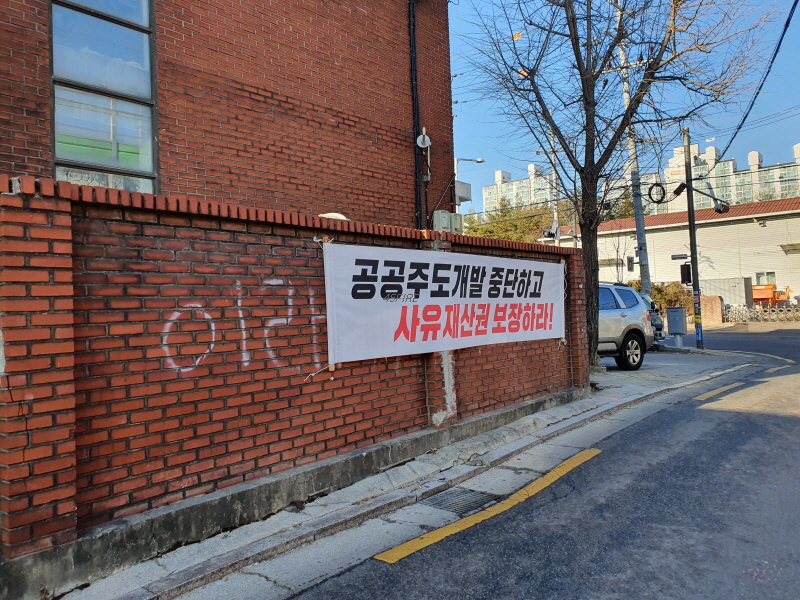 공공주도개발 중단하고
사유재산권 보장하라!